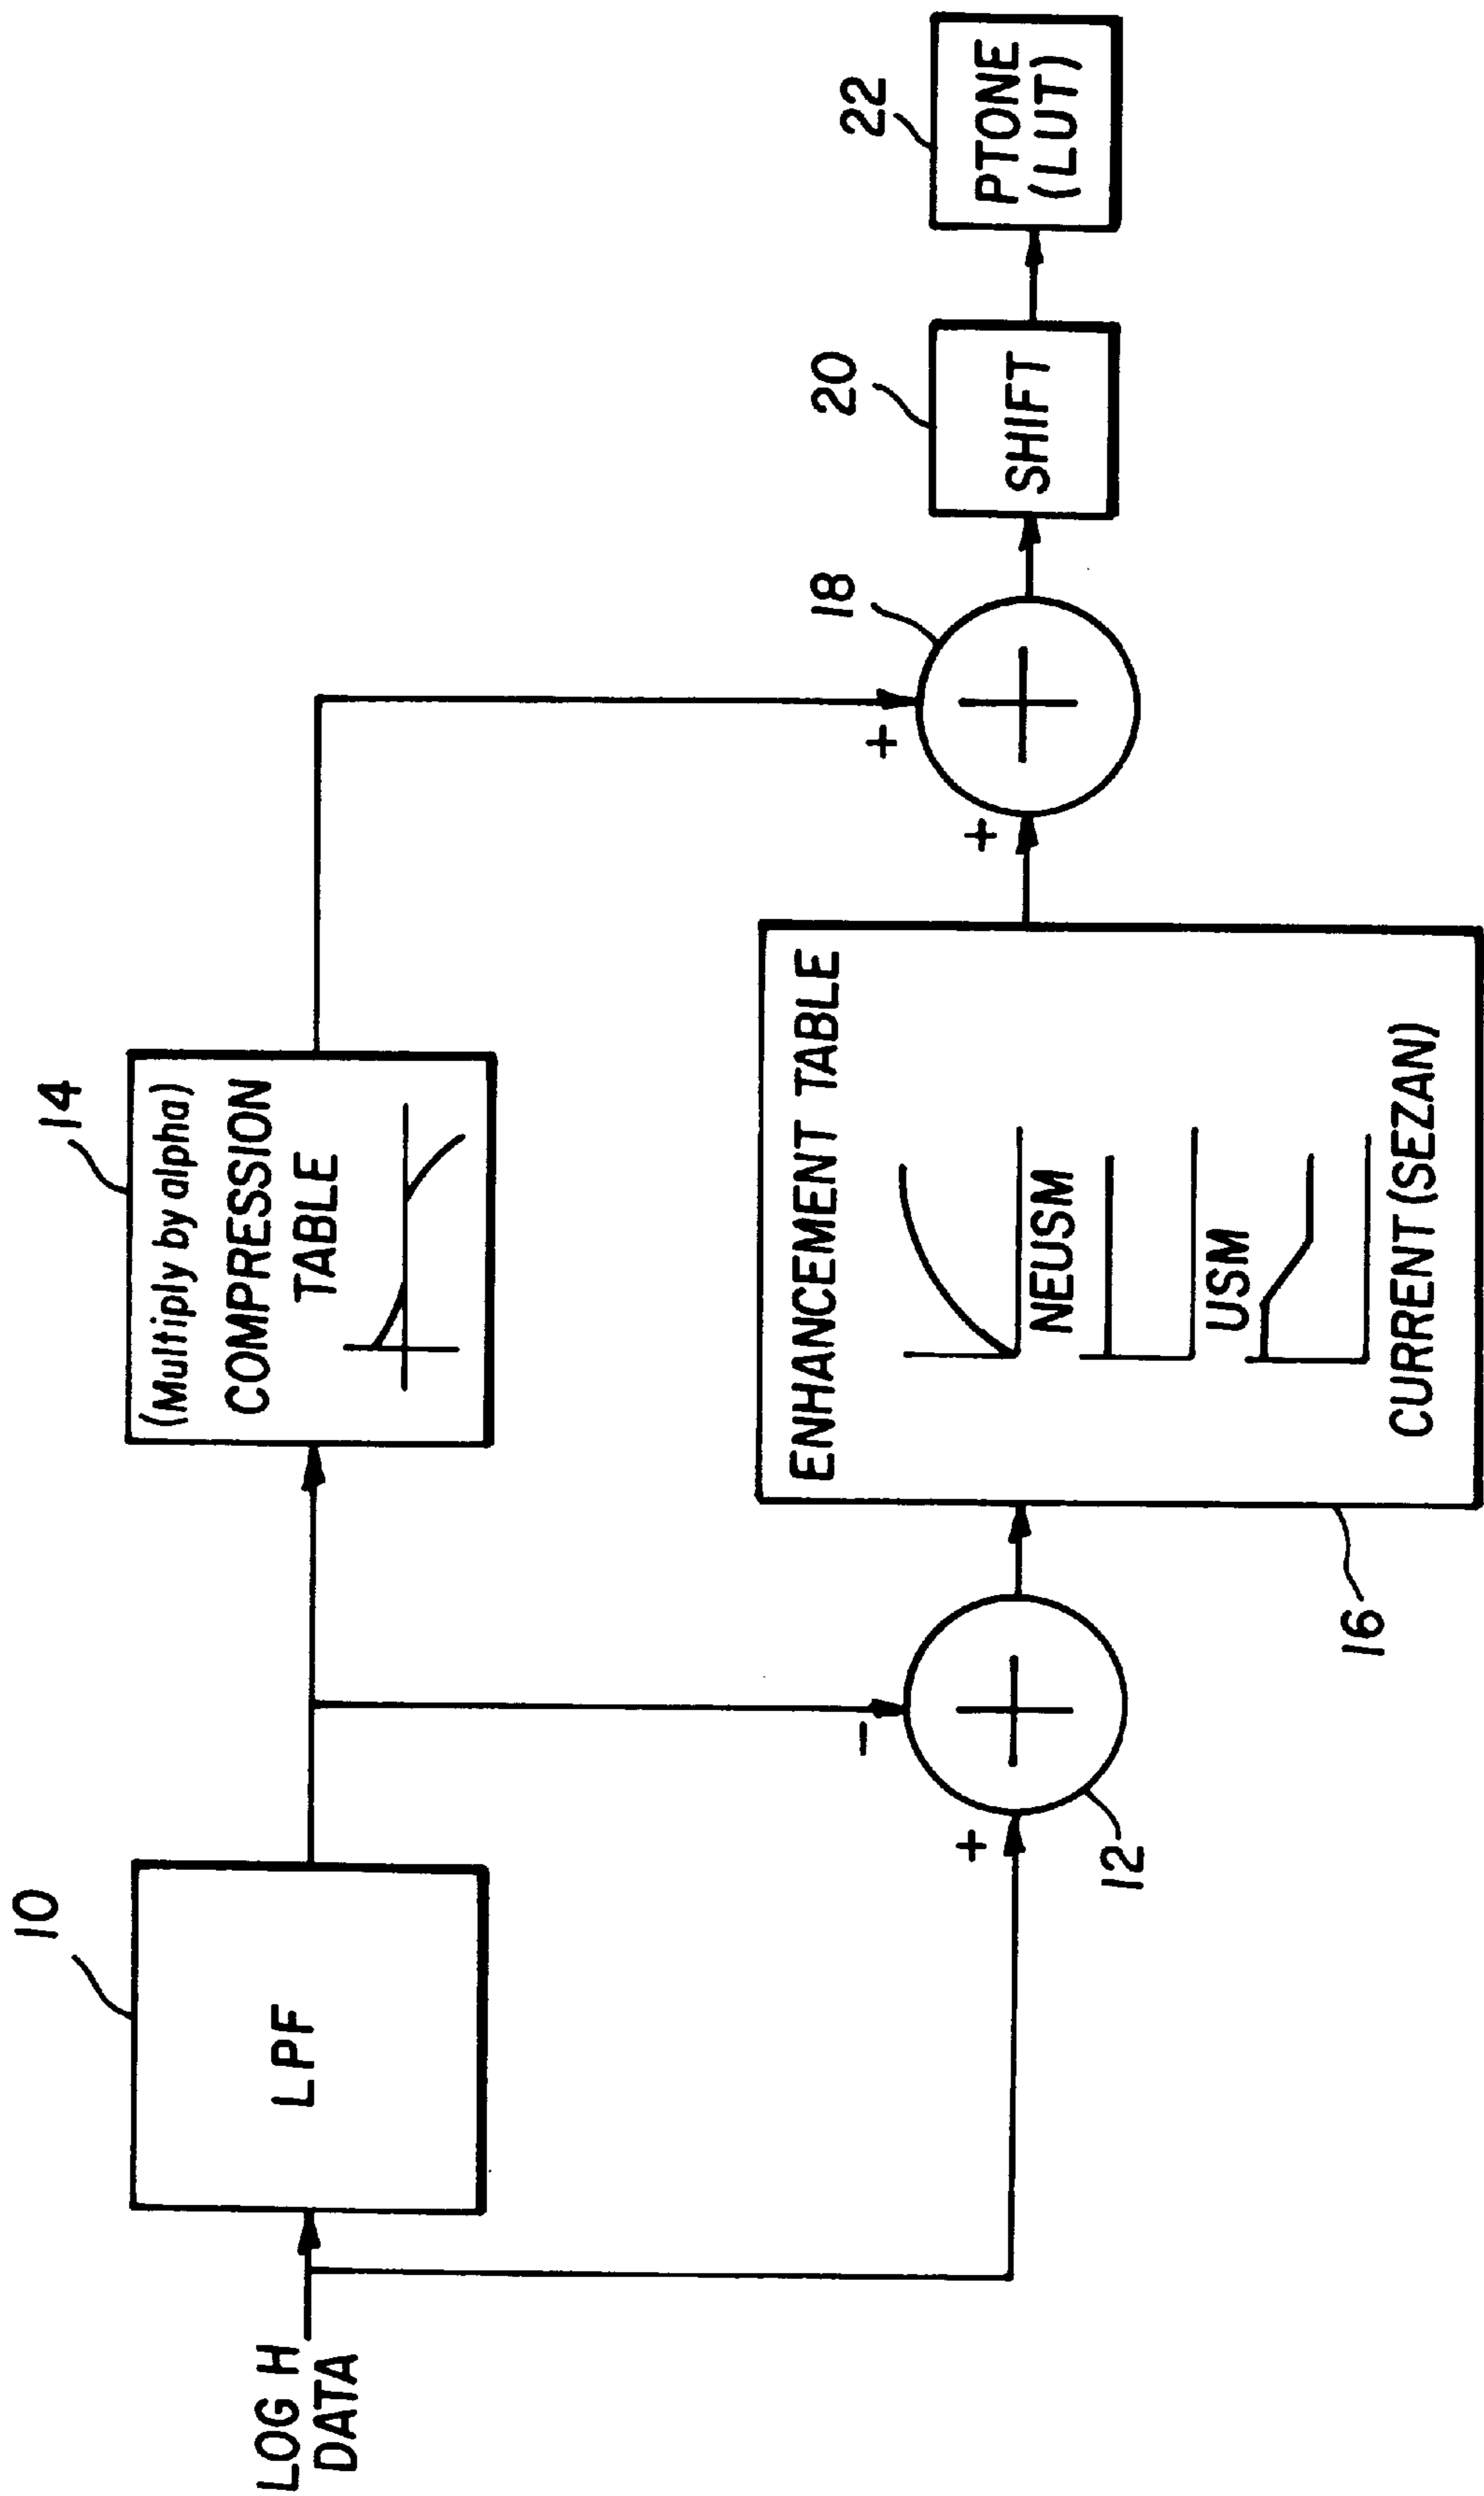 LOG H
DATA
10
LPF
12
+
-
14
(Multiply by alpha)
COMPRESSION
TABLE
16
ENHANCEMENT TABLE
NEUSM
USM
CURRENT (SEZAN)
18
+
+
20
SHIFT
22
PTONE
(LUT)